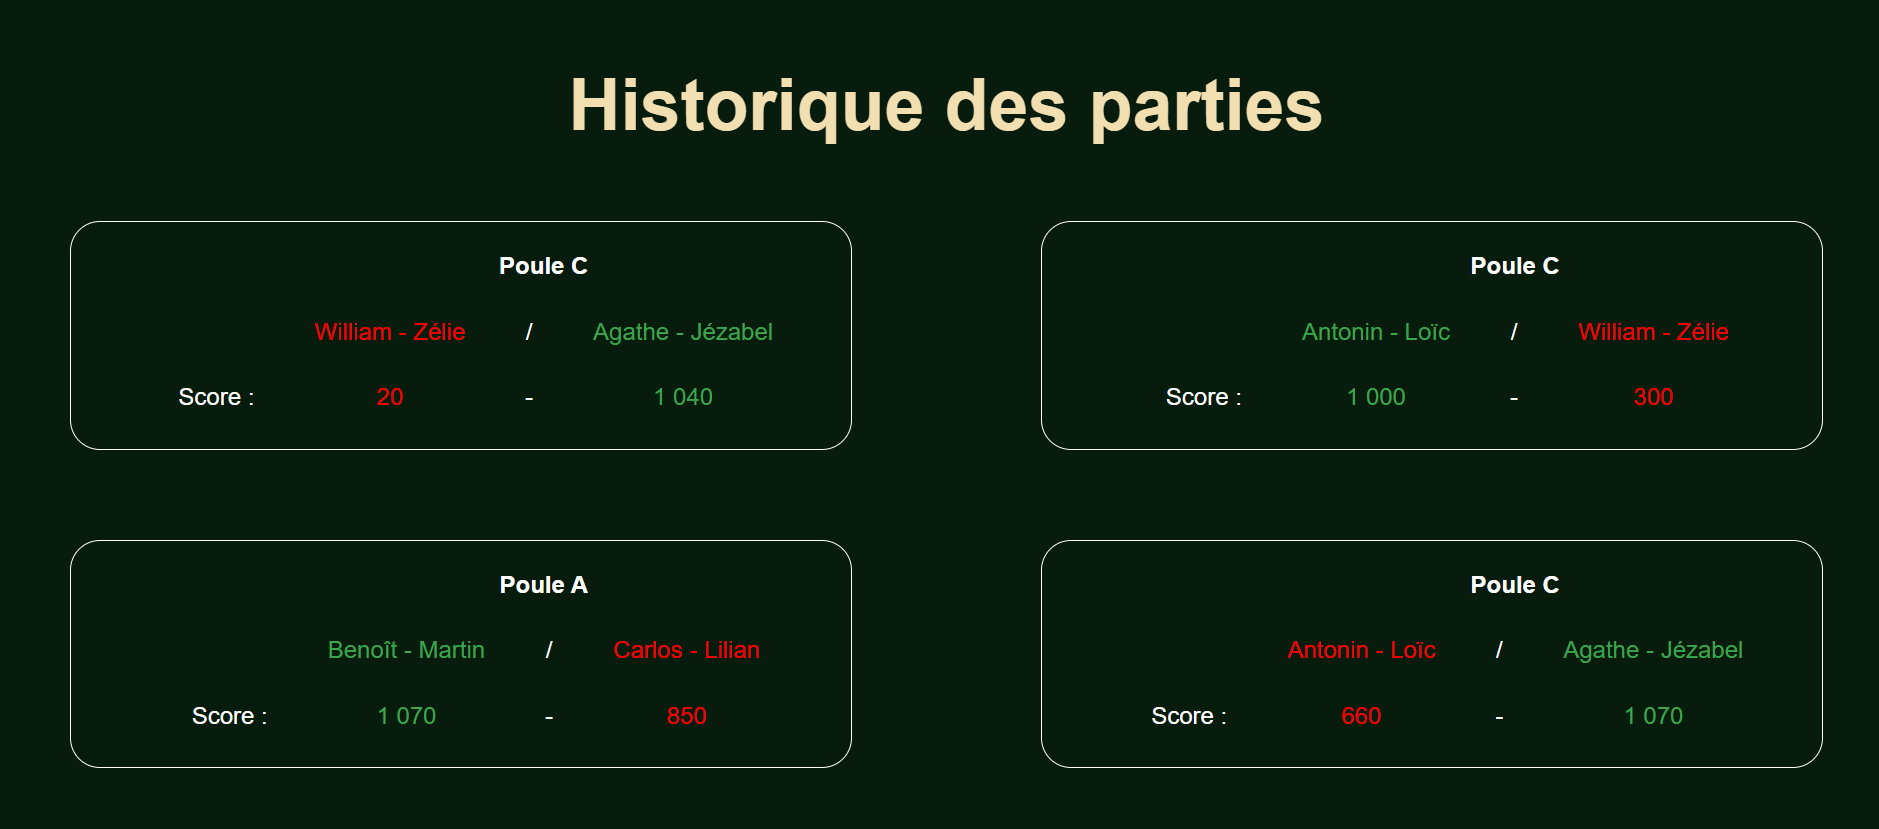 Historique des parties
Poule C
William - Zélie / Agathe - Jézabel
Score : 20 - 1 040
Poule C
Antonin - Loïc / William - Zélie
Score : 1 000 - 300
Poule A
Benoît - Martin / Carlos - Lilian
Score : 1 070 - 850
Poule C
Antonin - Loïc / Agathe - Jézabel
Score : 660 - 1 070